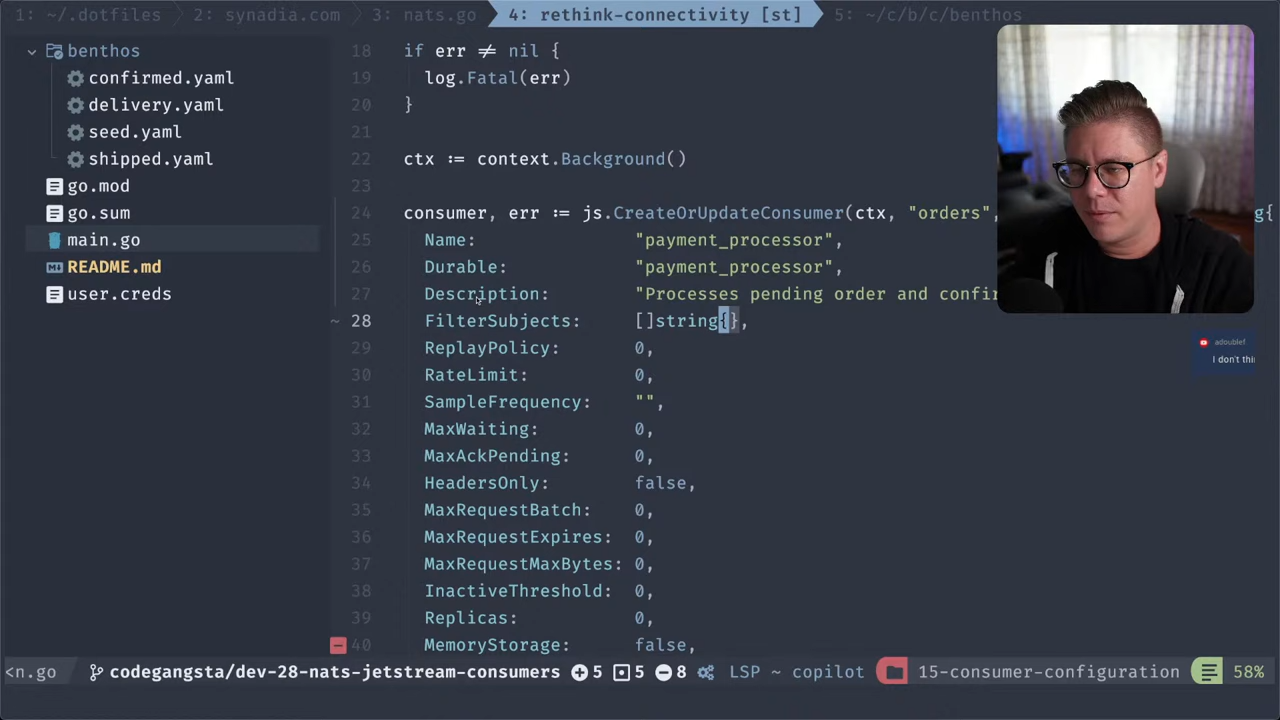 1: ~/.dotfiles 2: synadia.com 3: nats.go 4: rethink-connectivity [st] 5: ~/c/b/c/benthos
benthos
confirmed.yaml
delivery.yaml
seed.yaml
shipped.yaml
go.mod
go.sum
main.go
README.md
user.creds
18 if err ≠ nil {
19 log.Fatal(err)
20 }
21
22 ctx := context.Background()
23
24 consumer, err := js.CreateOrUpdateConsumer(ctx, "orders", g{
25 Name: "payment_processor",
26 Durable: "payment_processor",
27 Description: "Processes pending order and confir
~ 28 FilterSubjects: []string{},
29 ReplayPolicy: 0,
30 RateLimit: 0,
31 SampleFrequency: "",
32 MaxWaiting: 0,
33 MaxAckPending: 0,
34 HeadersOnly: false,
35 MaxRequestBatch: 0,
36 MaxRequestExpires: 0,
37 MaxRequestMaxBytes: 0,
38 InactiveThreshold: 0,
39 Replicas: 0,
40 MemoryStorage: false,
adoublef
I don't thi
<n.go codegangsta/dev-28-nats-jetstream-consumers 5 5 8 LSP ~ copilot 15-consumer-configuration 58%